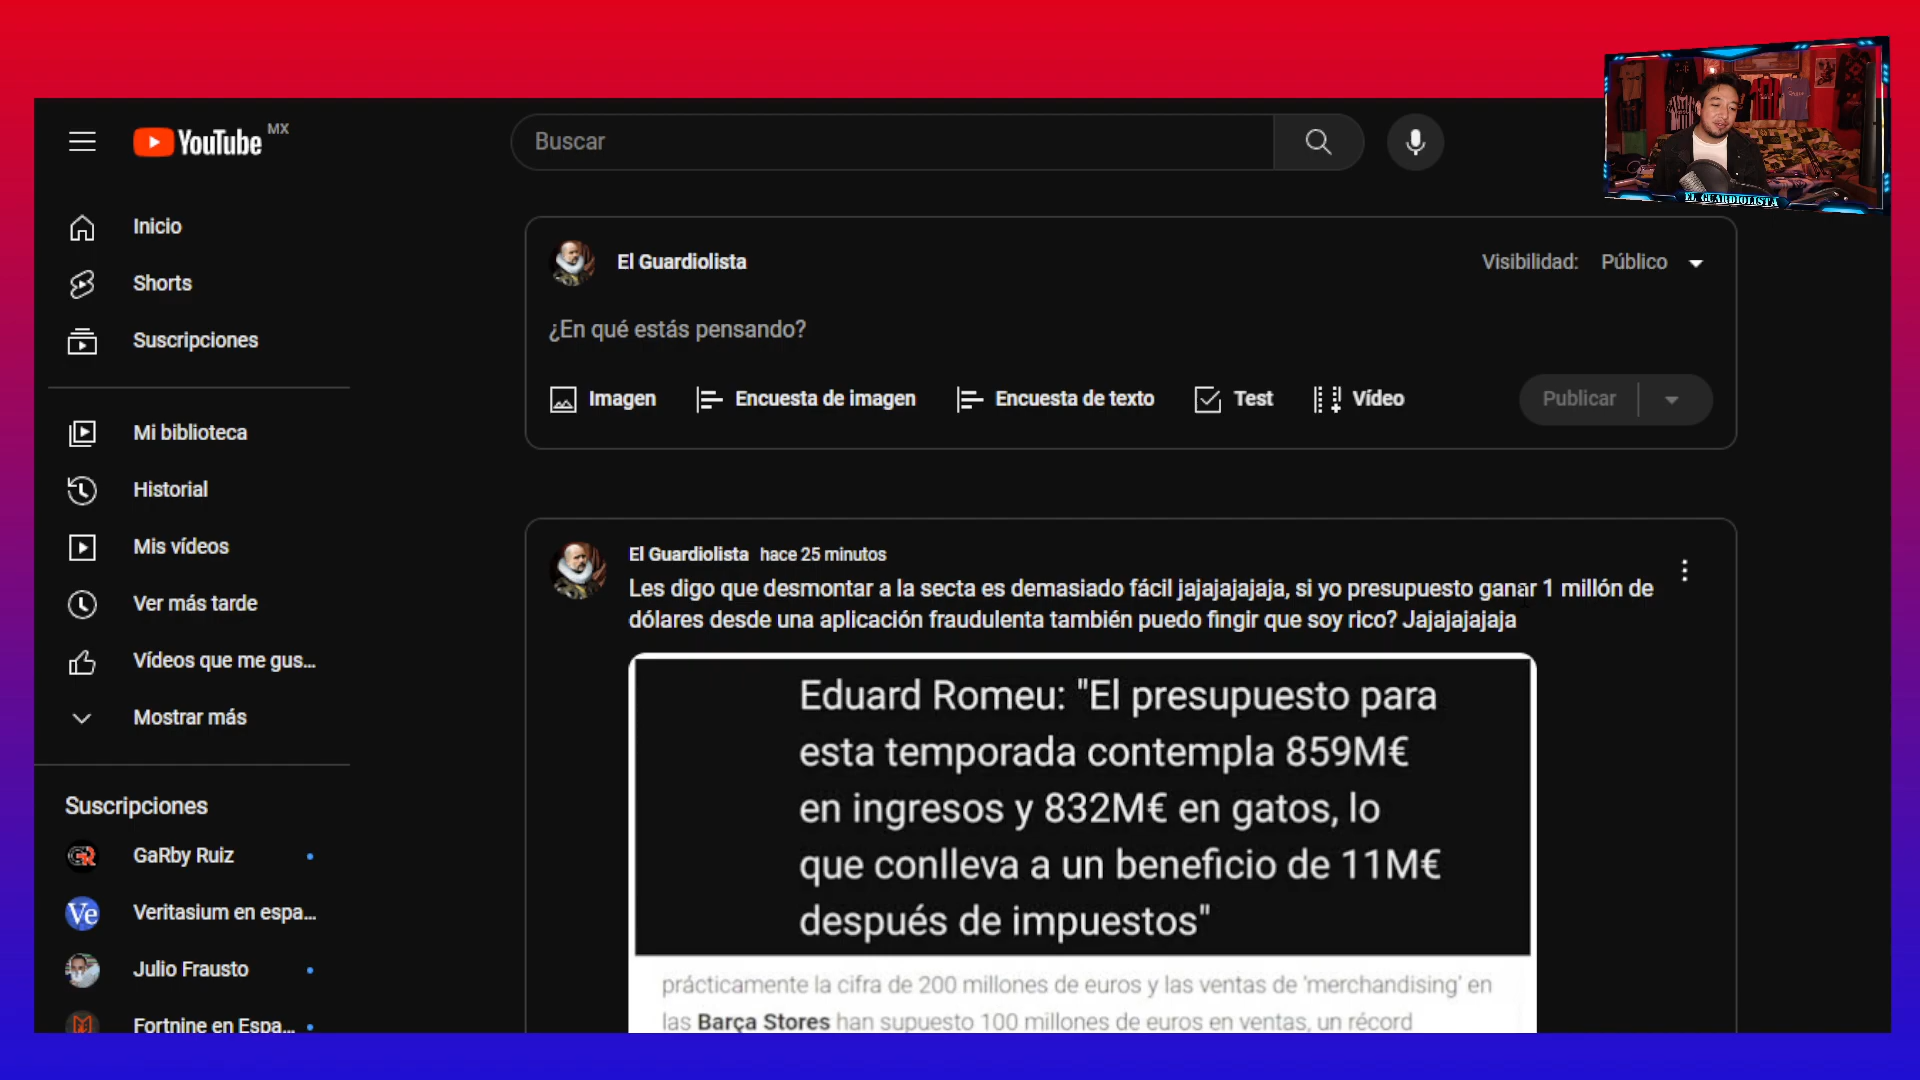 YouTube MX
Buscar
EL GUARDIOLISTA
Inicio
Shorts
Suscripciones
Mi biblioteca
Historial
Mis vídeos
Ver más tarde
Vídeos que me gus...
Mostrar más
Suscripciones
GaRby Ruiz
Ve
Veritasium en espa...
Julio Frausto
Fortnine en Espa...
El Guardiolista
Visibilidad: Público
¿En qué estás pensando?
Imagen
Encuesta de imagen
Encuesta de texto
Test
Vídeo
Publicar
El Guardiolista hace 25 minutos
Les digo que desmontar a la secta es demasiado fácil jajajajajaja, si yo presupuesto ganar 1 millón de
dólares desde una aplicación fraudulenta también puedo fingir que soy rico? Jajajajajaja
Eduard Romeu: "El presupuesto para
esta temporada contempla 859M€
en ingresos y 832M€ en gatos, lo
que conlleva a un beneficio de 11M€
después de impuestos"
prácticamente la cifra de 200 millones de euros y las ventas de 'merchandising' en
las Barça Stores han supuesto 100 millones de euros en ventas, un récord